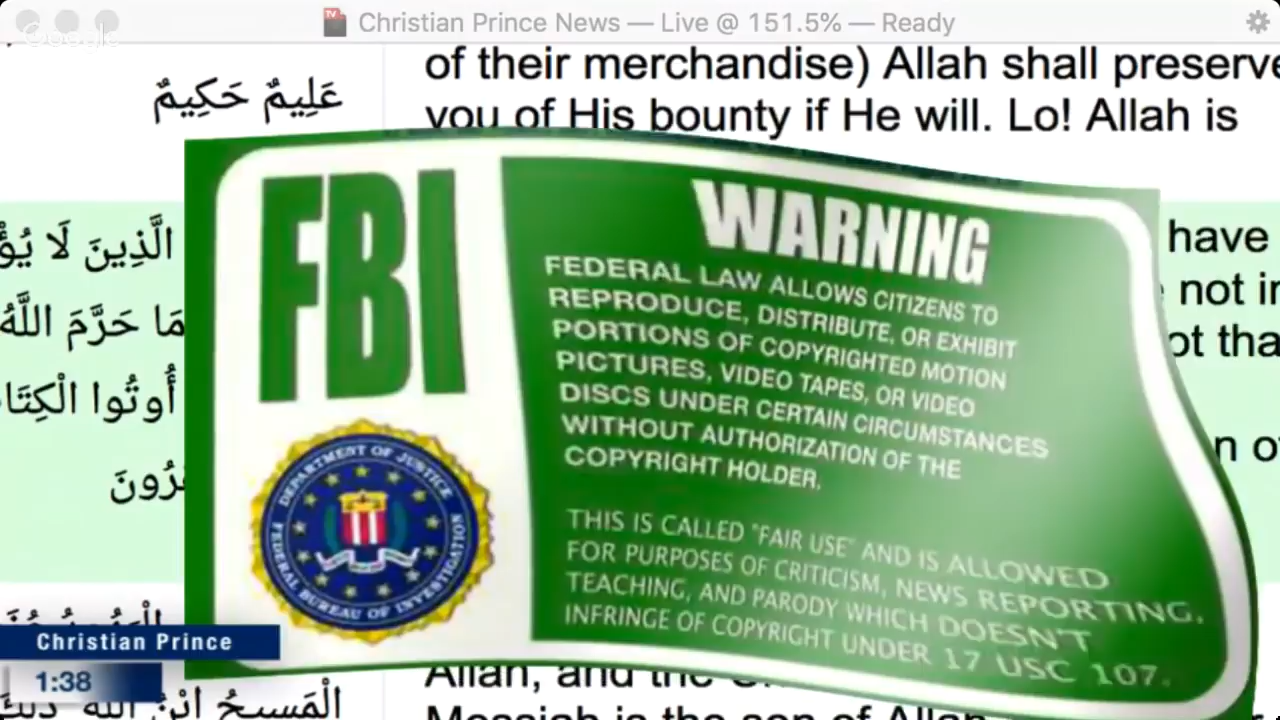 Christian Prince News — Live @ 151.5% — Ready
Google
of their merchandise) Allah shall preserve
عَلِيمٌ حَكِيمٌ
you of His bounty if He will. Lo! Allah is
FBI
WARNING
FEDERAL LAW ALLOWS CITIZENS TO
REPRODUCE, DISTRIBUTE, OR EXHIBIT
PORTIONS OF COPYRIGHTED MOTION
PICTURES, VIDEO TAPES, OR VIDEO
DISCS UNDER CERTAIN CIRCUMSTANCES
WITHOUT AUTHORIZATION OF THE
COPYRIGHT HOLDER.
THIS IS CALLED "FAIR USE" AND IS ALLOWED
FOR PURPOSES OF CRITICISM, NEWS REPORTING,
TEACHING, AND PARODY WHICH DOESN'T
INFRINGE OF COPYRIGHT UNDER 17 USC 107.
DEPARTMENT OF JUSTICE
FEDERAL BUREAU OF INVESTIGATION
الَّذِينَ لَا
have
مَا حَرَّمَ اللَّهُ
not
أُوتُوا
Christian Prince
1:38
الْمَسِيحُ ابْنُ اللَّهِ
Allah, and the
Messiah is the son of Allah